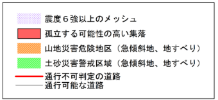 震度６強以上のメッシュ
孤立する可能性の高い集落
山地災害危険地区（急傾斜地、地すべり）
土砂災害警戒区域（急傾斜地、地すべり）
通行不可判定の道路
通行可能な道路